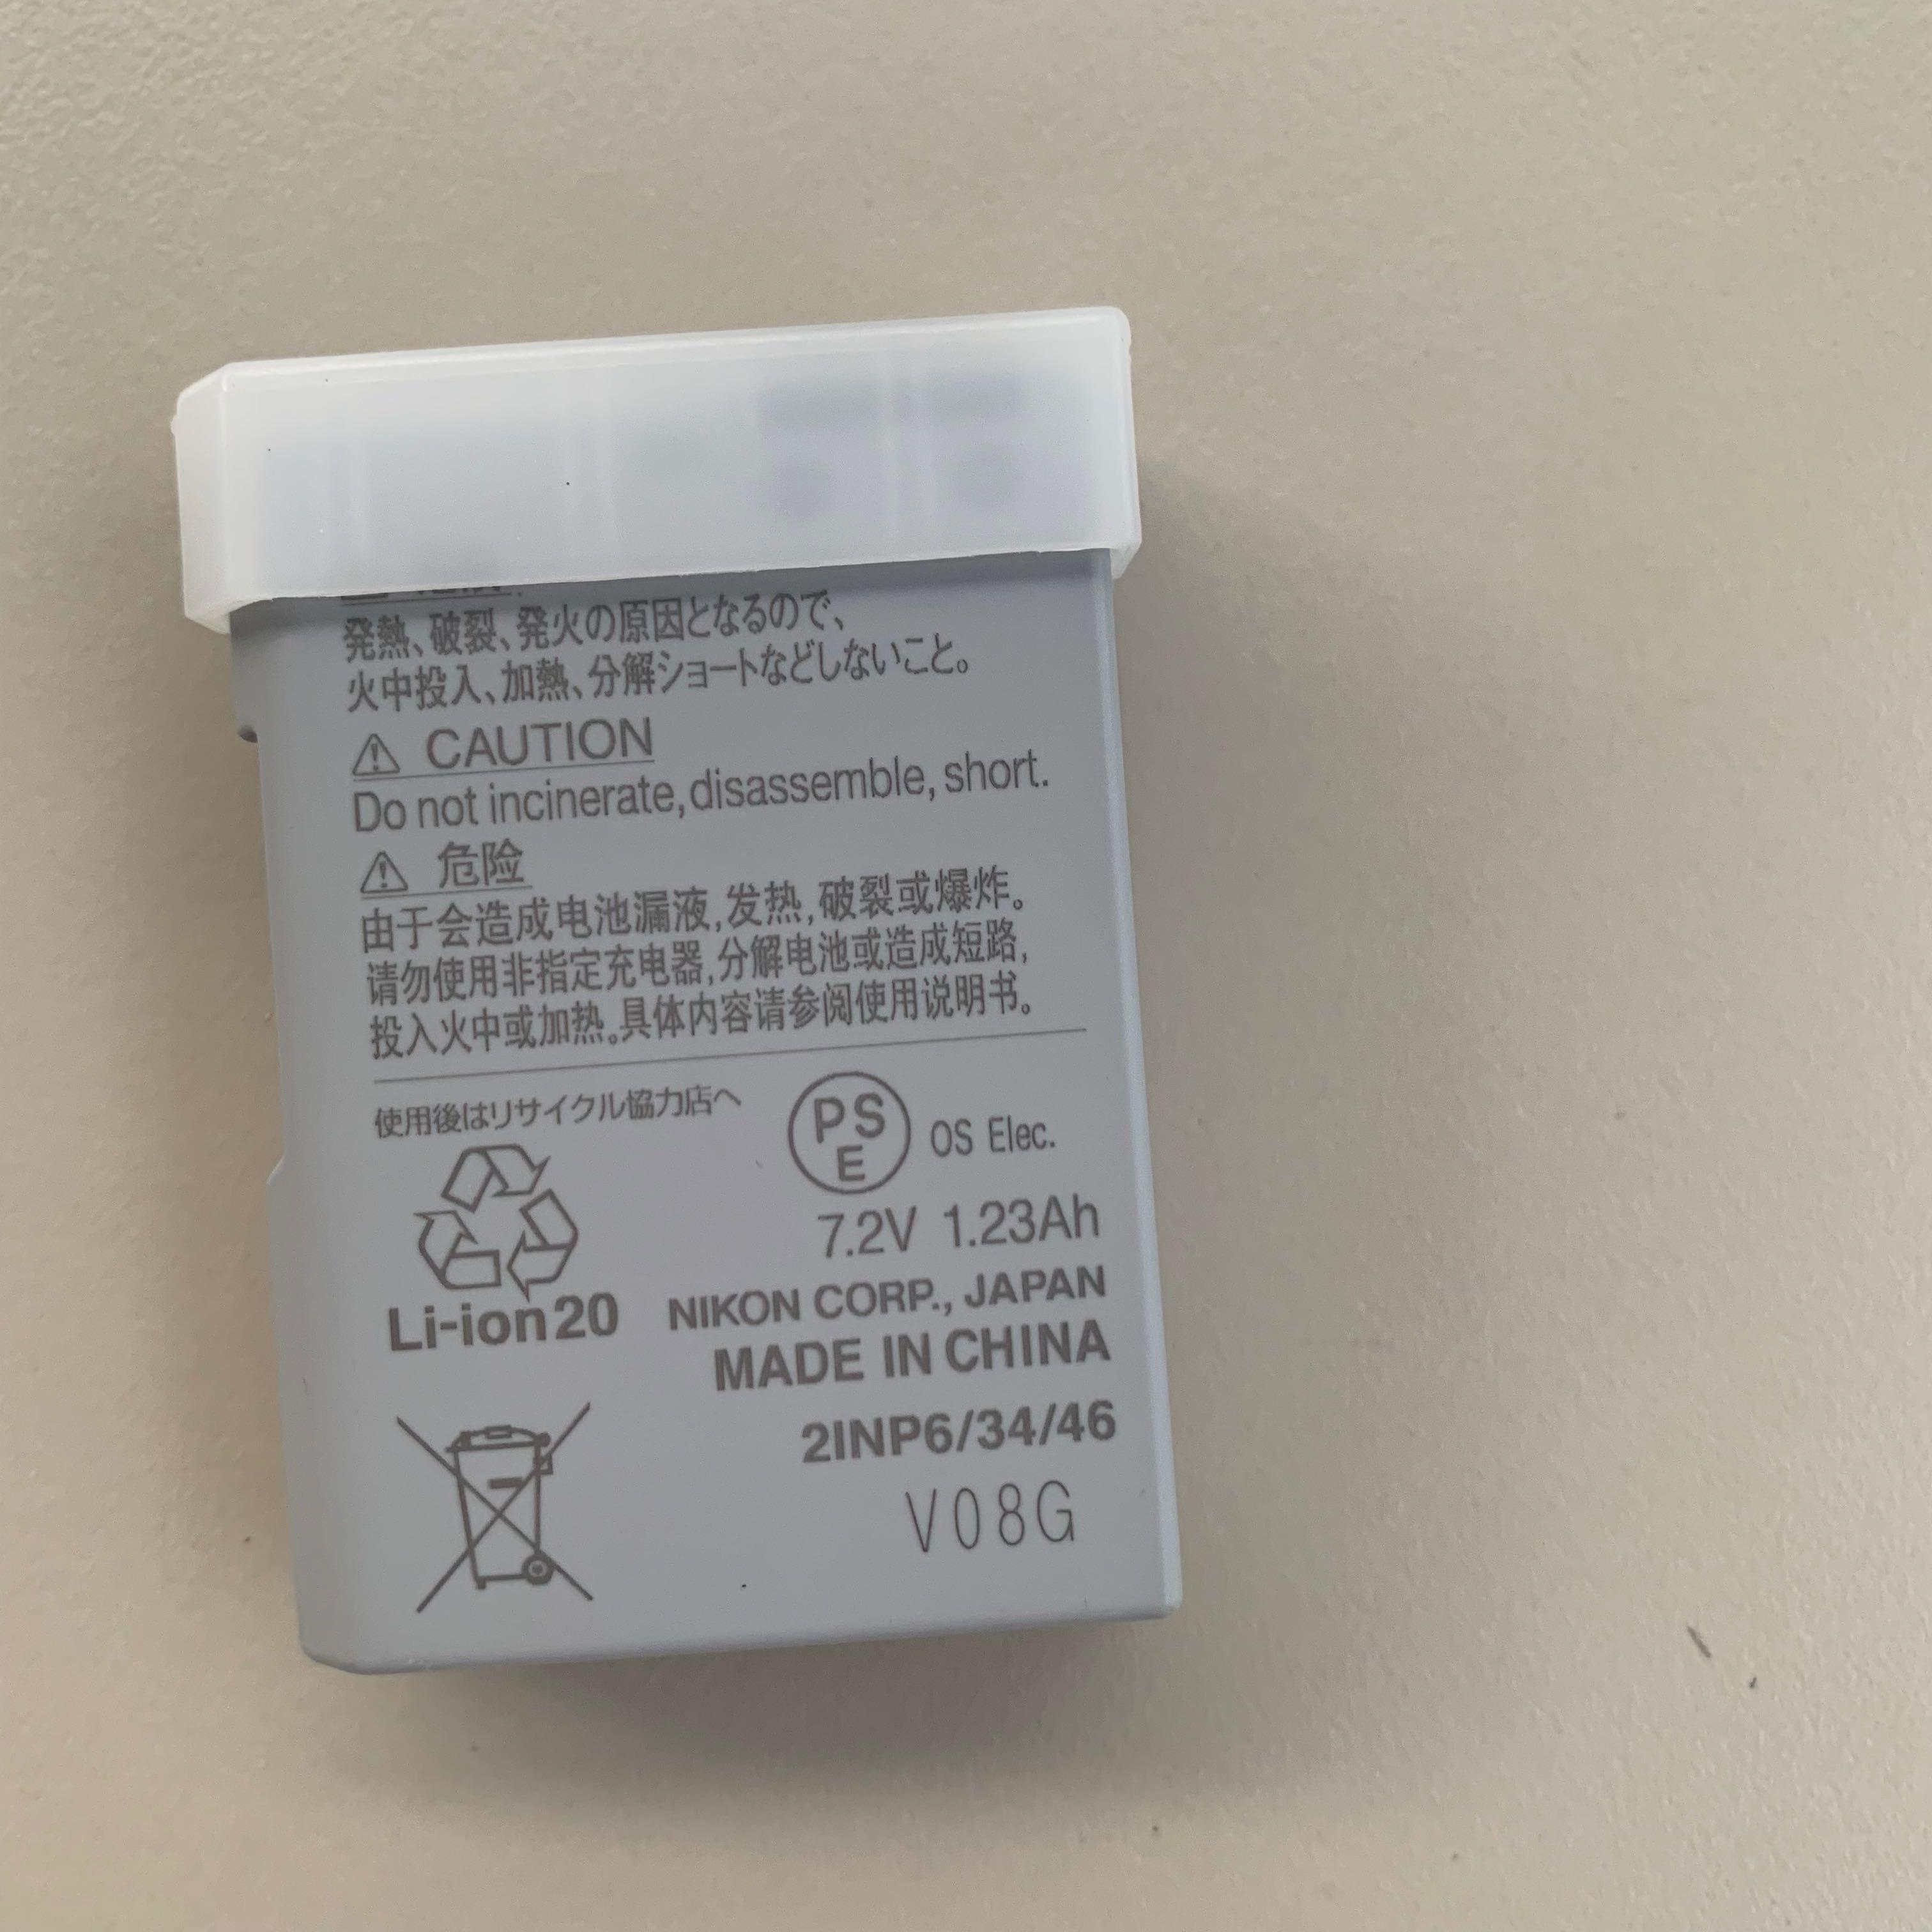 発熱、破裂、発火の原因となるので、
火中投入、加熱、分解ショートなどしないこと。
CAUTION
Do not incinerate, disassemble, short.
危险
由于会造成电池漏液,发热,破裂或爆炸。
请勿使用非指定充电器,分解电池或造成短路,
投入火中或加热。具体内容请参阅使用说明书。
使用後はリサイクル協力店へ
PS
E
OS Elec.
7.2V 1.23Ah
Li-ion20
NIKON CORP., JAPAN
MADE IN CHINA
2INP6/34/46
V08G